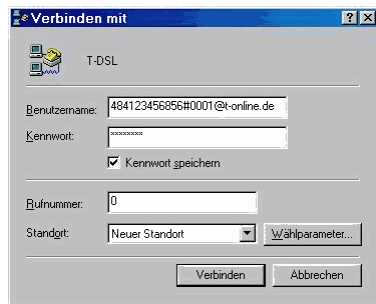 Verbinden mit
T-DSL
Benutzername: 484123456856#0001@t-online.de
Kennwort: xxxxxxxx
Kennwort speichern
Rufnummer: 0
Standort: Neuer Standort Wählparameter...
Verbinden Abbrechen